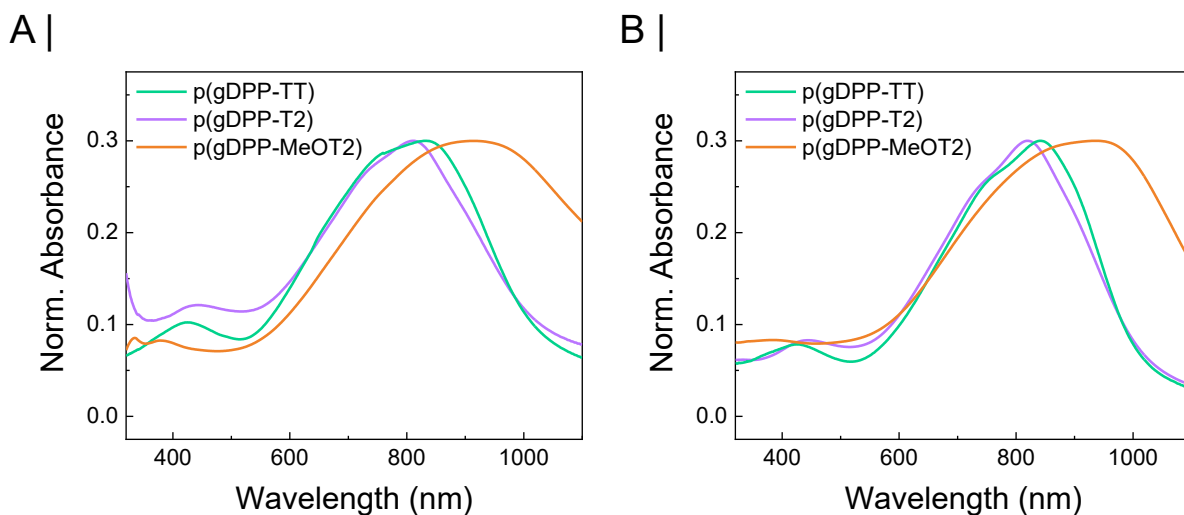 A |
p(gDPP-TT)
p(gDPP-T2)
p(gDPP-MeOT2)
0.3
0.2
0.1
0.0
Norm. Absorbance
400 600 800 1000
Wavelength (nm)
B |
p(gDPP-TT)
p(gDPP-T2)
p(gDPP-MeOT2)
0.3
0.2
0.1
0.0
Norm. Absorbance
400 600 800 1000
Wavelength (nm)